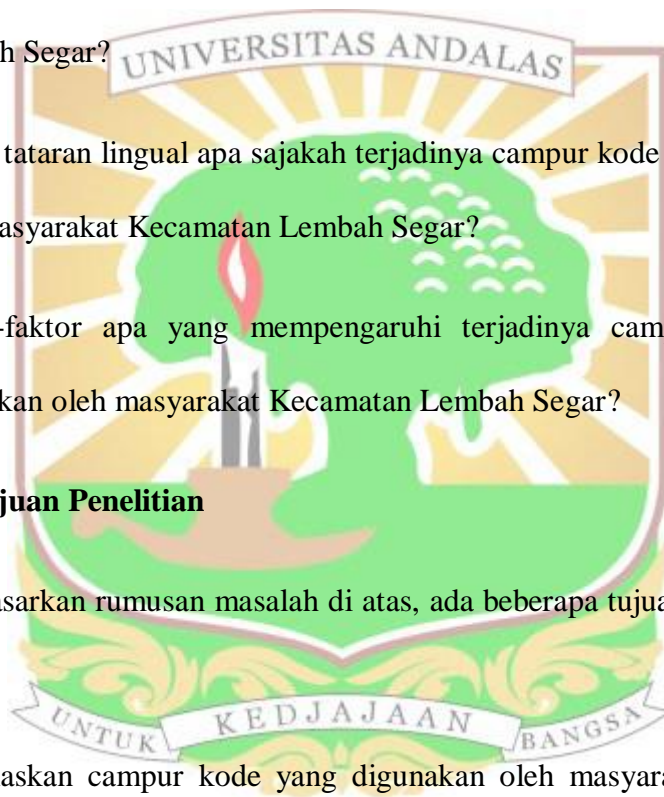 h Segar?
UNIVERSITAS ANDALAS
tataran lingual apa sajakah terjadinya campur kode
asyarakat Kecamatan Lembah Segar?
-faktor apa yang mempengaruhi terjadinya cam
kan oleh masyarakat Kecamatan Lembah Segar?
juan Penelitian
asarkan rumusan masalah di atas, ada beberapa tujua
UNTUK KEDJAJAAN BANGSA
askan campur kode yang digunakan oleh masyara